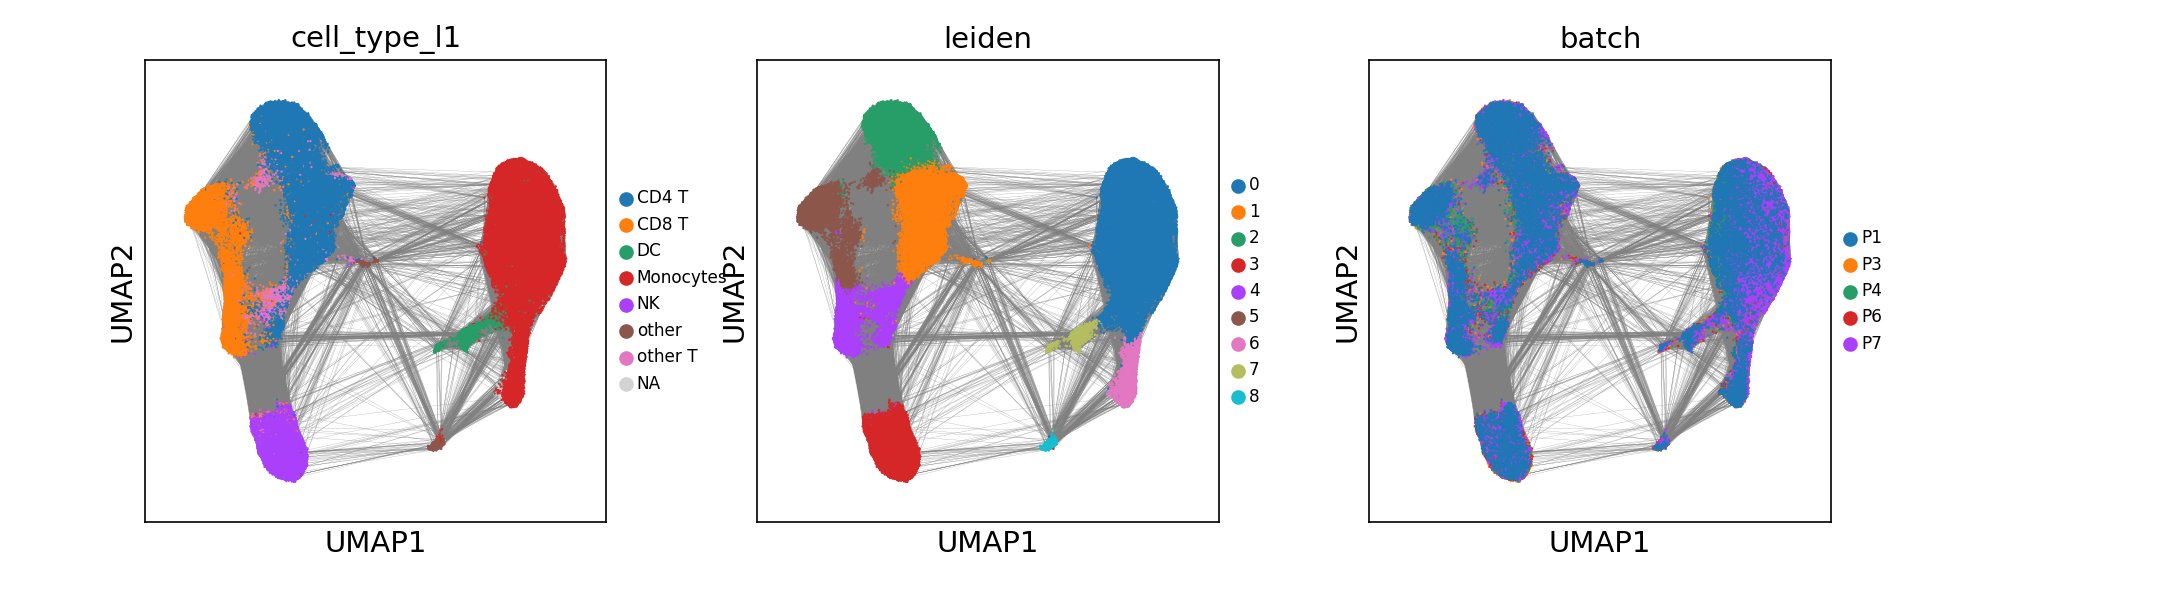 cell_type_l1
UMAP2
UMAP1
CD4 T
CD8 T
DC
Monocytes
NK
other
other T
NA
leiden
UMAP2
UMAP1
0
1
2
3
4
5
6
7
8
batch
UMAP2
UMAP1
P1
P3
P4
P6
P7